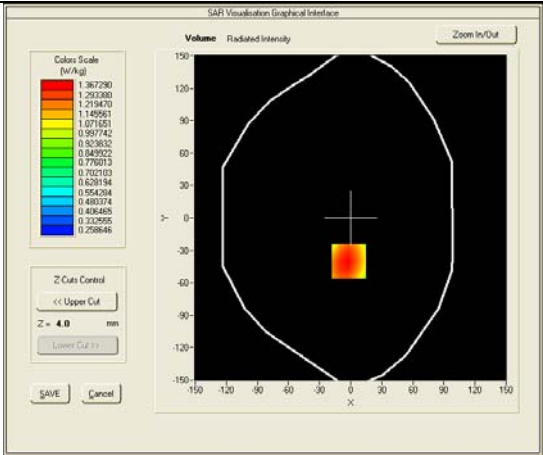 SAR Visualisation Graphical Interface
Volume Radiated Intensity
Zoom In/Out
Colors Scale
(W/kg)
1.367290
1.293380
1.219470
1.145561
1.071651
0.997742
0.923832
0.849922
0.776013
0.702103
0.628194
0.554284
0.480374
0.406465
0.332555
0.258646
Z Cuts Control
<< Upper Cut
Z = 4.0 mm
Lower Cut >>
SAVE Cancel
150
120
90
60
30
0
-30
-60
-90
-120
-150
Y
-150 -120 -90 -60 -30 0 30 60 90 120 150
X